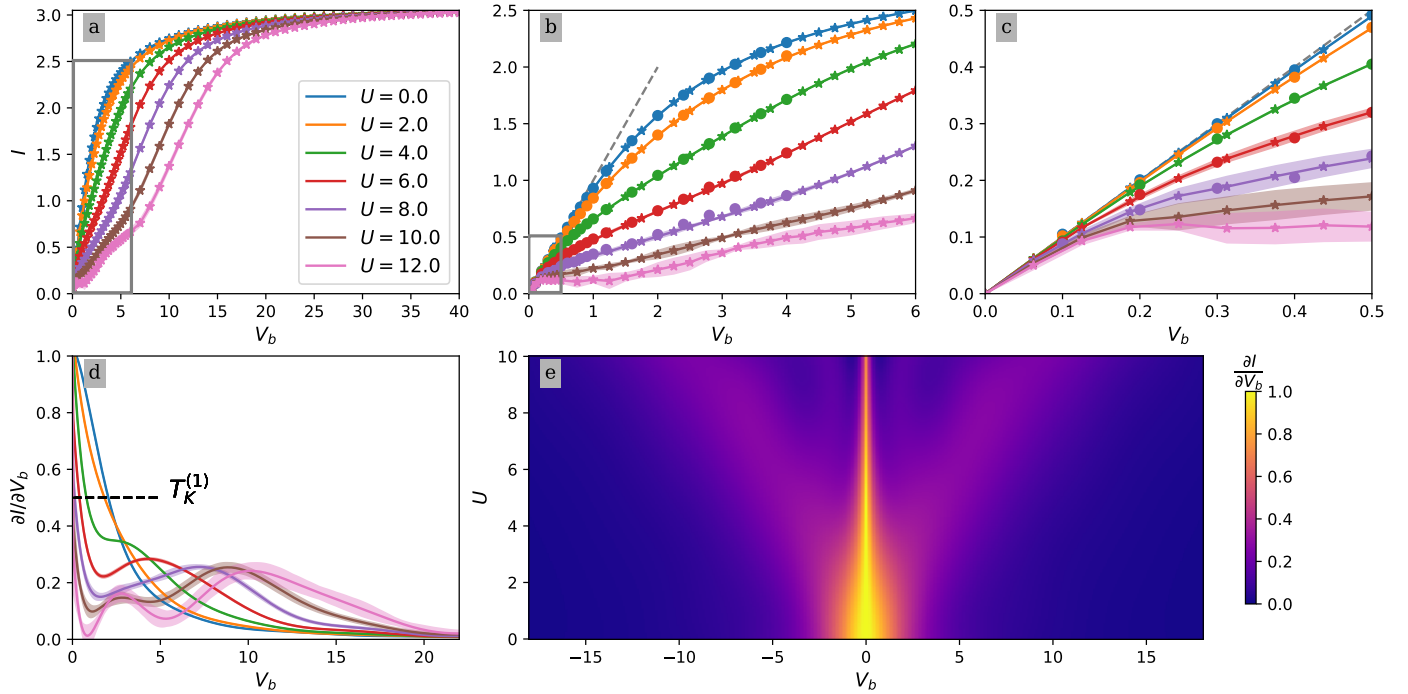 a
3.0
2.5
2.0
1.5
1.0
0.5
0.0
I
0 5 10 15 20 25 30 35 40
V_b
U = 0.0
U = 2.0
U = 4.0
U = 6.0
U = 8.0
U = 10.0
U = 12.0
b
2.5
2.0
1.5
1.0
0.5
0.0
0 1 2 3 4 5 6
V_b
c
0.5
0.4
0.3
0.2
0.1
0.0
0.0 0.1 0.2 0.3 0.4 0.5
V_b
d
1.0
0.8
0.6
0.4
0.2
0.0
∂I/∂V_b
T_K^{(1)}
0 5 10 15 20
V_b
e
10
8
6
4
2
0
U
−15 −10 −5 0 5 10 15
V_b
∂I
∂V_b
1.0
0.8
0.6
0.4
0.2
0.0